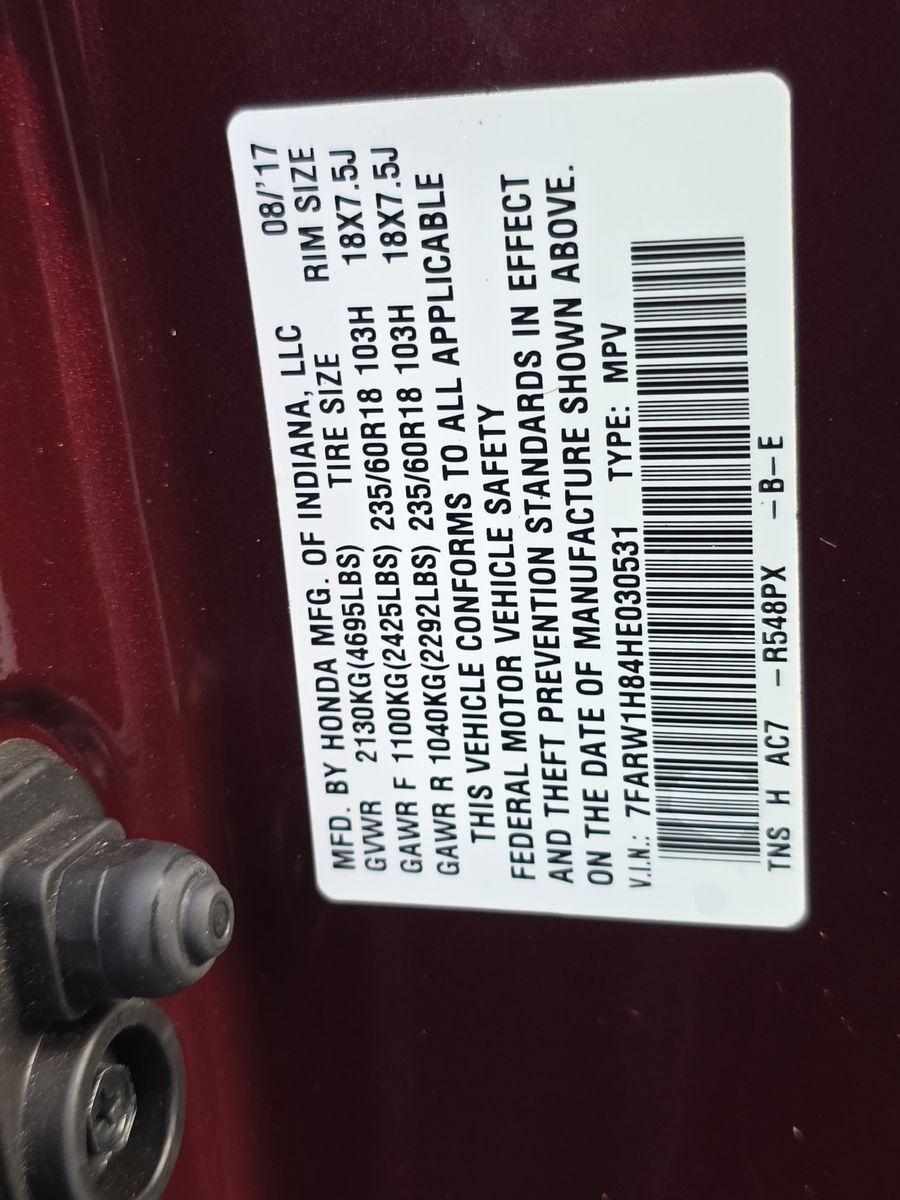 MFD. BY HONDA MFG. OF INDIANA, LLC 08/'17
GVWR 2130KG(4695LBS) TIRE SIZE RIM SIZE
GAWR F 1100KG(2425LBS) 235/60R18 103H 18X7.5J
GAWR R 1040KG(2292LBS) 235/60R18 103H 18X7.5J
THIS VEHICLE CONFORMS TO ALL APPLICABLE
FEDERAL MOTOR VEHICLE SAFETY
AND THEFT PREVENTION STANDARDS IN EFFECT
ON THE DATE OF MANUFACTURE SHOWN ABOVE.
V.I.N.: 7FARW1H84HE030531 TYPE: MPV
TNS H AC7 -R548PX -B-E